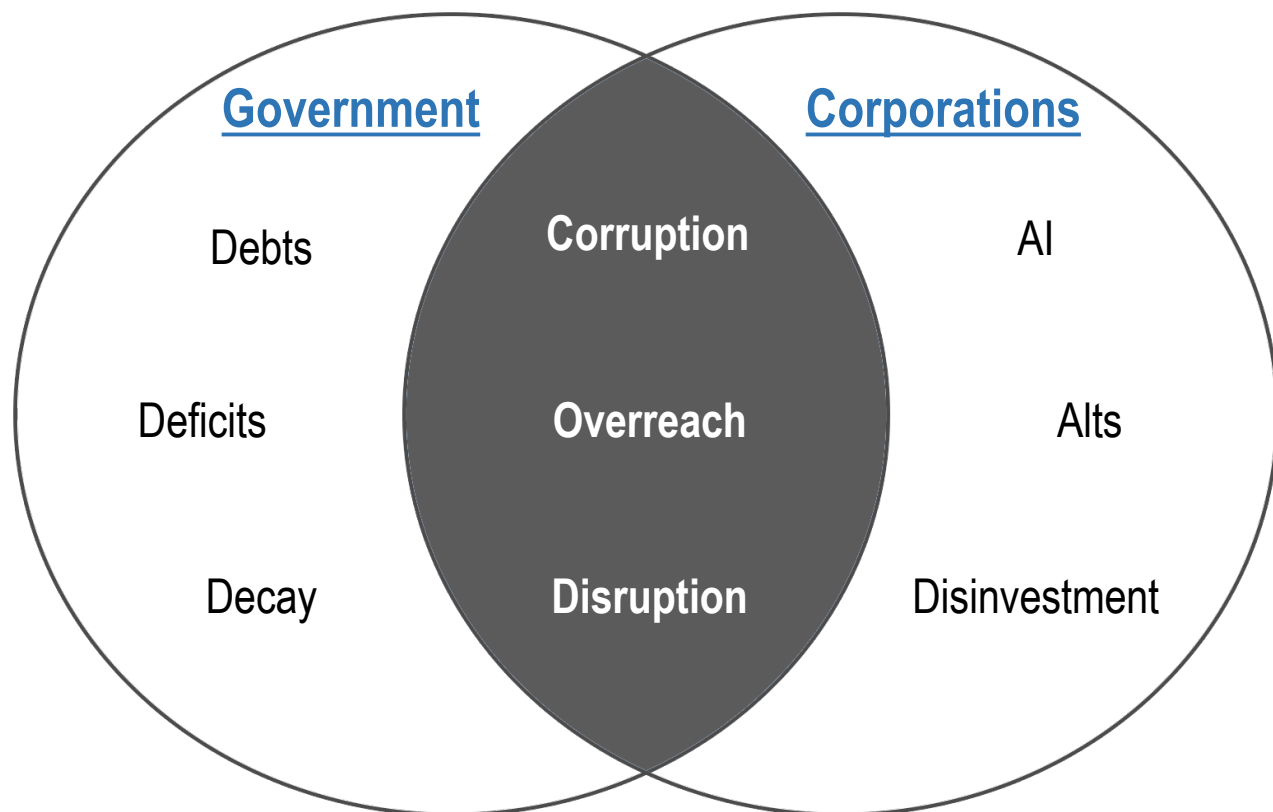 Government
Corporations
Debts
Corruption
AI
Deficits
Overreach
Alts
Decay
Disruption
Disinvestment